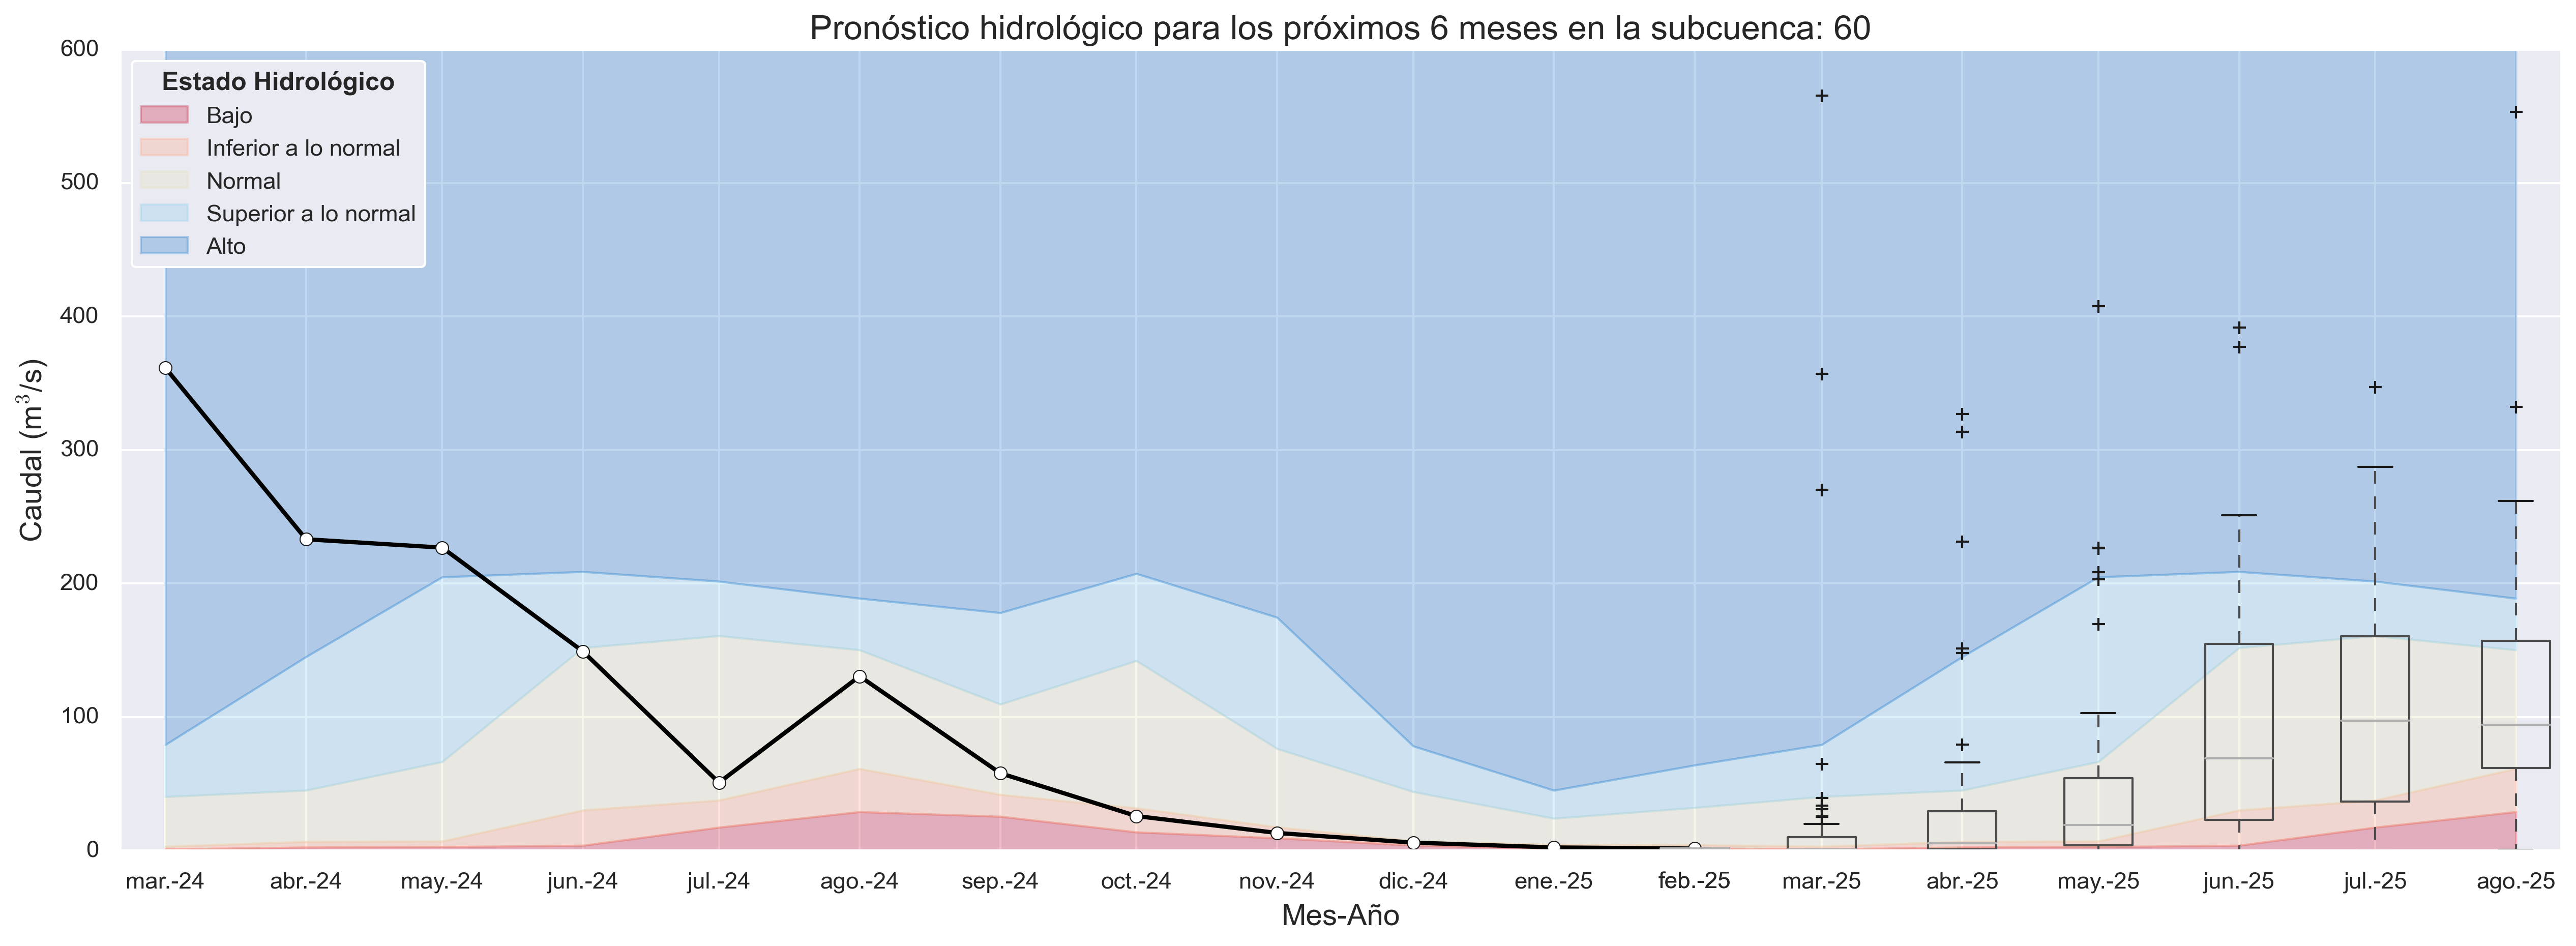 Pronóstico hidrológico para los próximos 6 meses en la subcuenca: 60
Estado Hidrológico
Bajo
Inferior a lo normal
Normal
Superior a lo normal
Alto
600
500
400
300
200
100
0
Caudal (m³/s)
mar.-24 abr.-24 may.-24 jun.-24 jul.-24 ago.-24 sep.-24 oct.-24 nov.-24 dic.-24 ene.-25 feb.-25 mar.-25 abr.-25 may.-25 jun.-25 jul.-25 ago.-25
Mes-Año